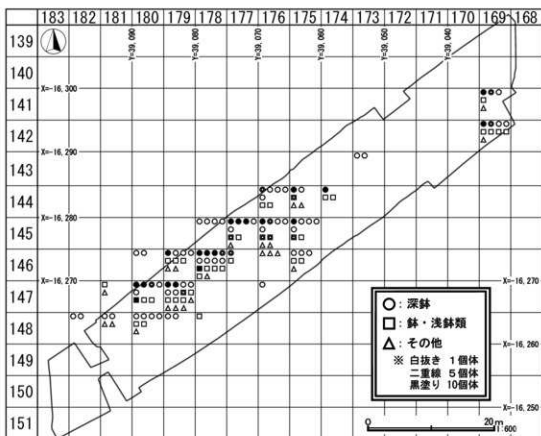 183 182 181 180 179 178 177 176 175 174 173 172 171 170 169 168
139
140
141
142
143
144
145
146
147
148
149
150
151
Y=39,090
Y=39,080
Y=39,070
Y=39,060
Y=39,050
Y=39,040
X=-16,300
X=-16,290
X=-16,280
X=-16,270
X=-16,270
X=-16,260
X=-16,250
○：深鉢
□：鉢・浅鉢類
△：その他
※ 白抜き 1個体
二重線 5個体
黒塗り 10個体
0 20m
1:600